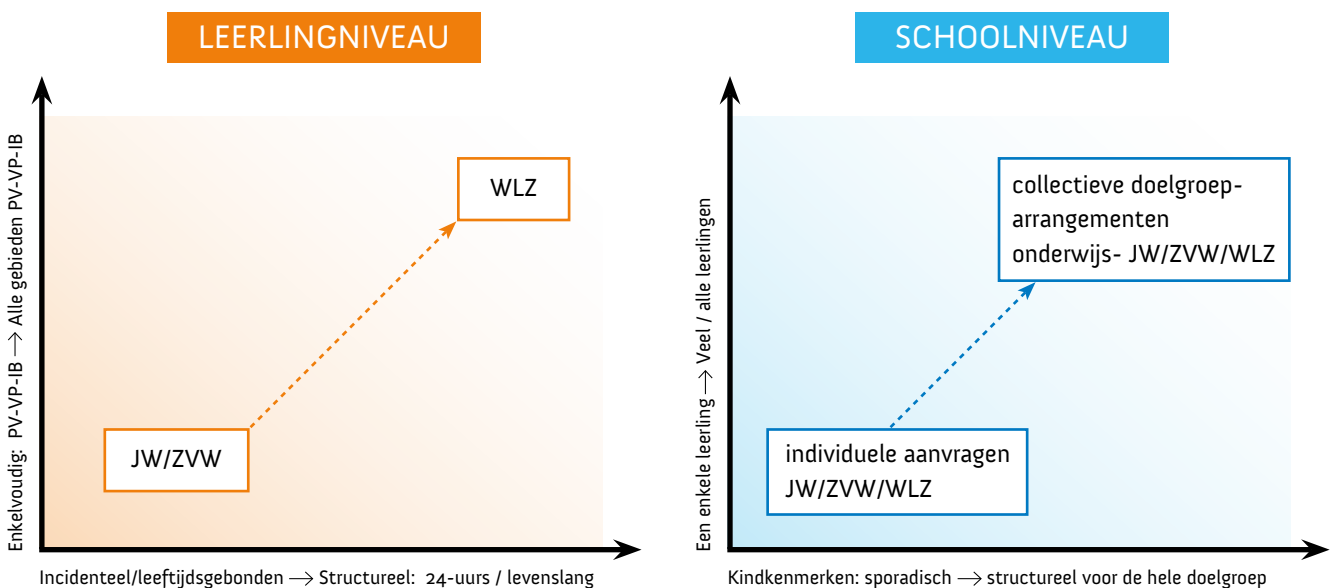 LEERLINGNIVEAU
Enkelvoudig: PV-VP-IB → Alle gebieden PV-VP-IB
WLZ
JW/ZVW
Incidenteel/leeftijdsgebonden → Structureel: 24-uurs / levenslang
SCHOOLNIVEAU
Een enkele leerling → Veel / alle leerlingen
collectieve doelgroep-
arrangementen
onderwijs- JW/ZVW/WLZ
individuele aanvragen
JW/ZVW/WLZ
Kindkenmerken: sporadisch → structureel voor de hele doelgroep